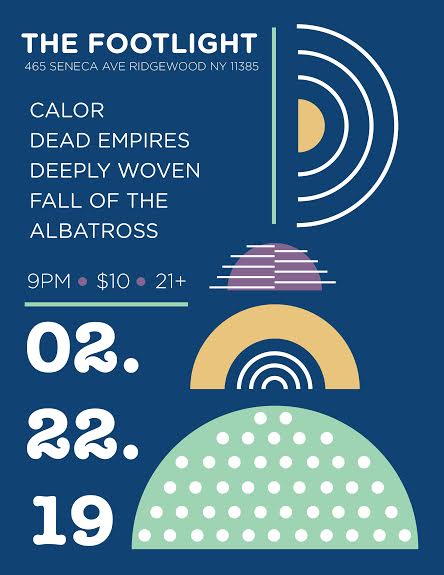 THE FOOTLIGHT
465 SENECA AVE RIDGEWOOD NY 11385
CALOR
DEAD EMPIRES
DEEPLY WOVEN
FALL OF THE
ALBATROSS
9PM • $10 • 21+
02.
22.
19